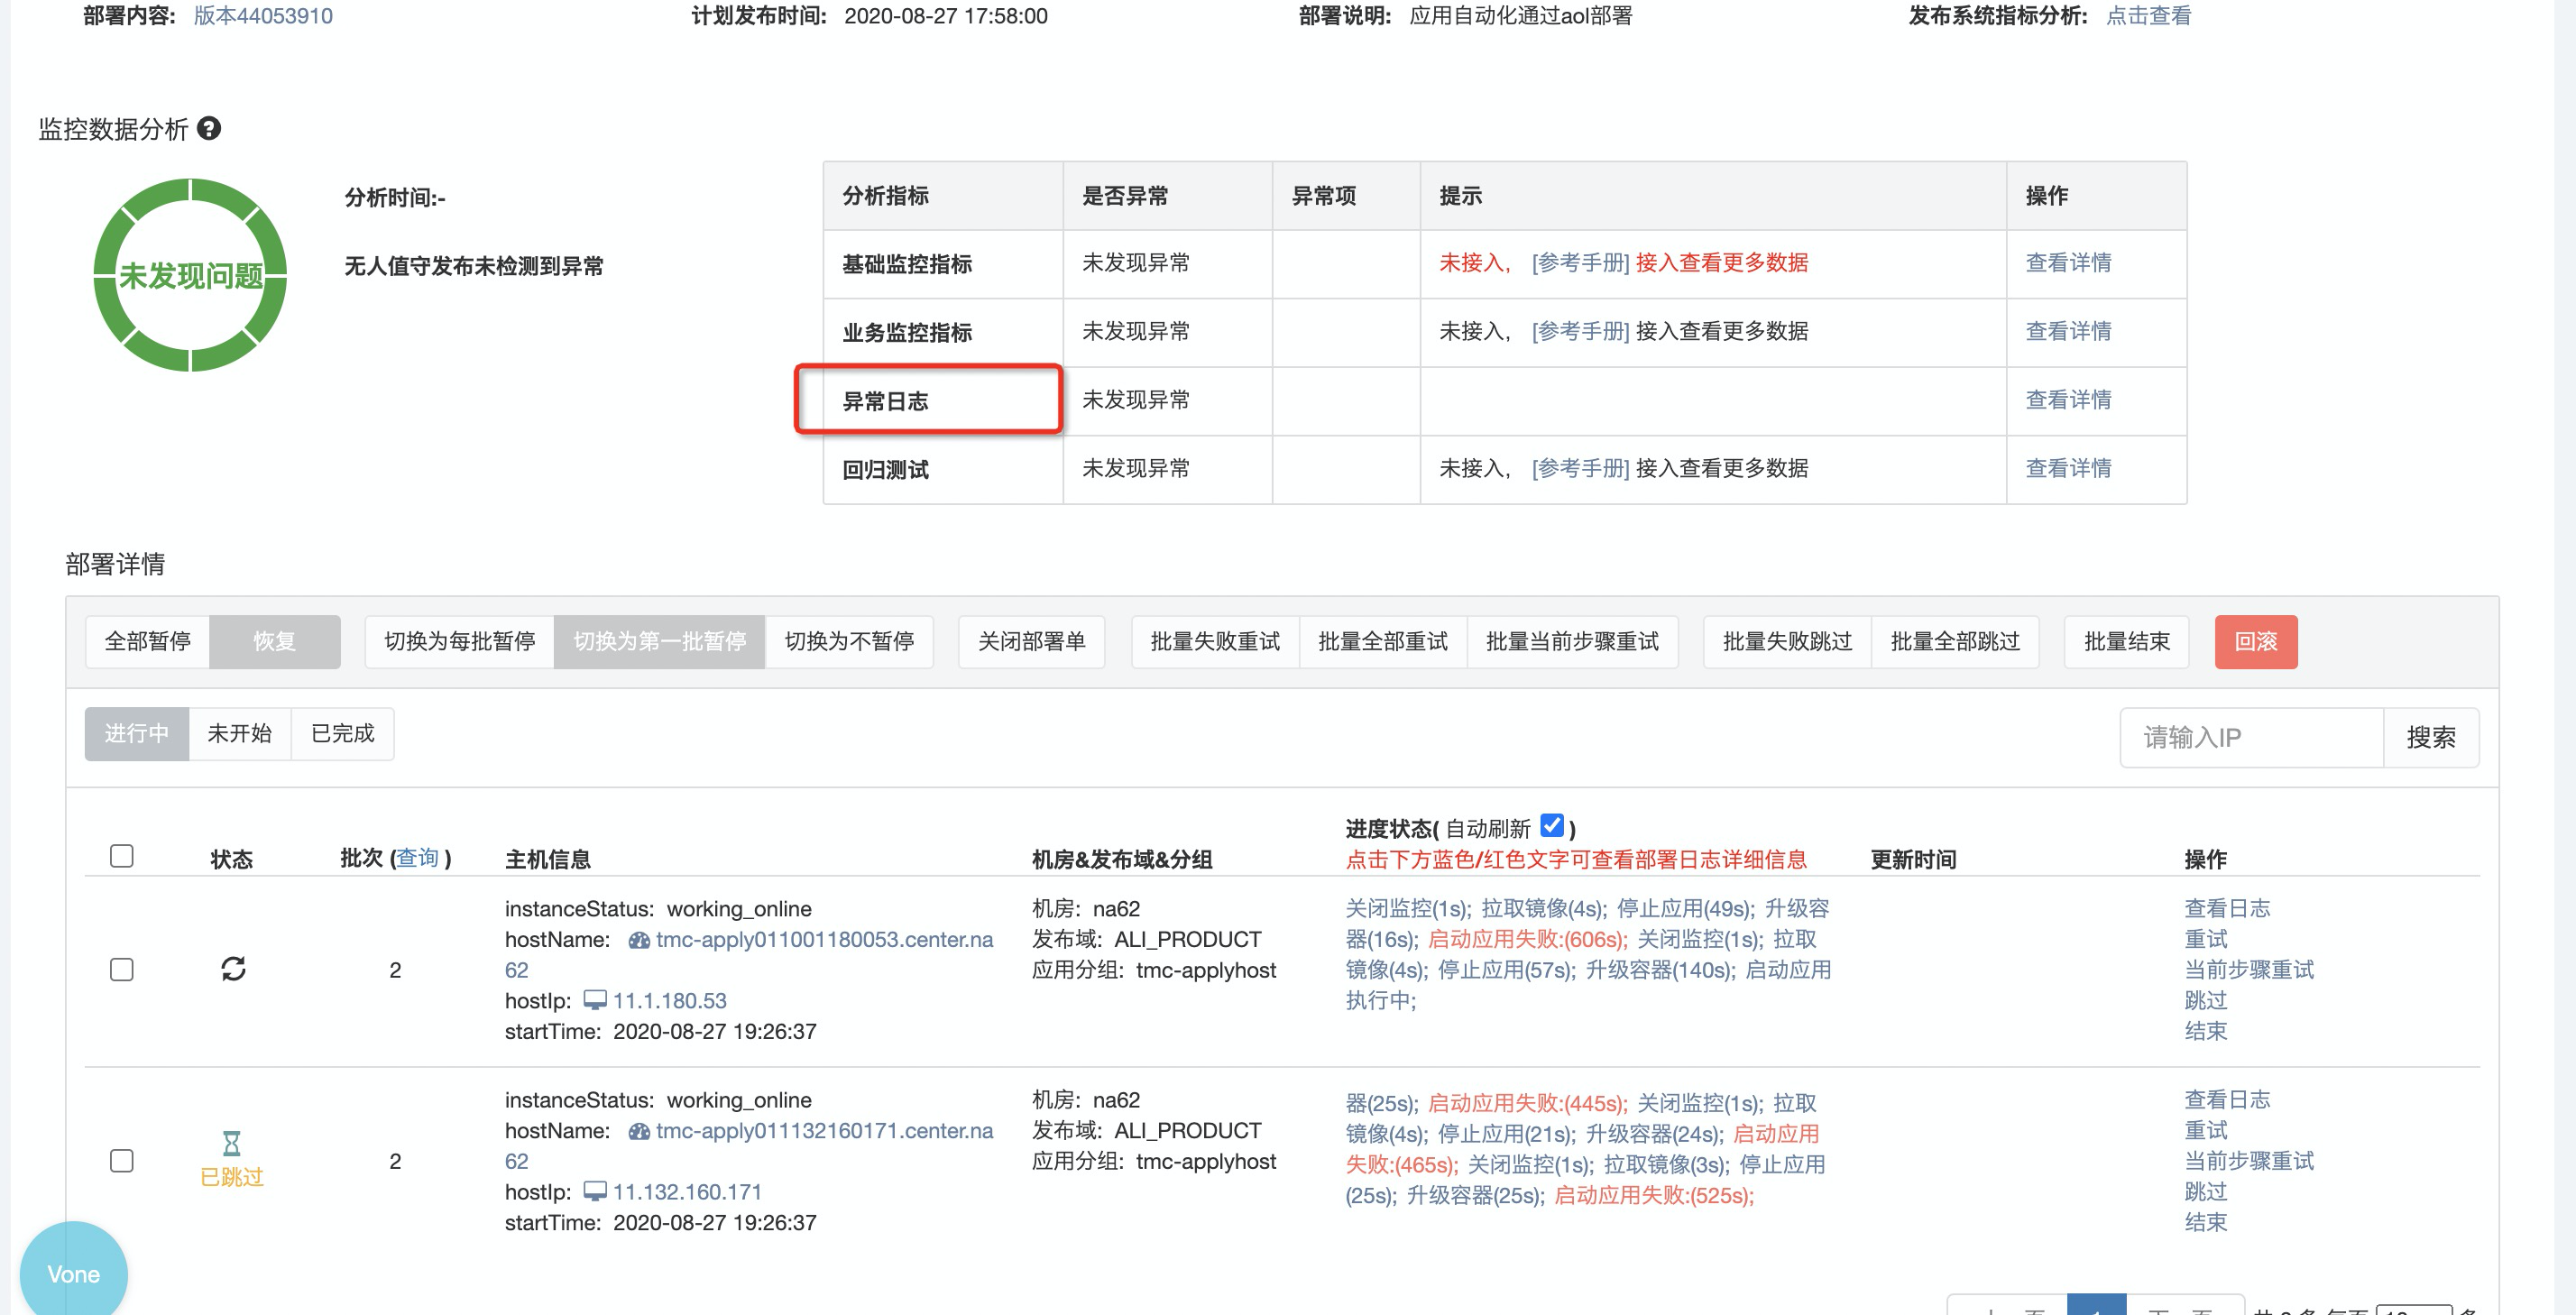 部署内容: 版本44053910 计划发布时间: 2020-08-27 17:58:00 部署说明: 应用自动化通过aol部署 发布系统指标分析: 点击查看
监控数据分析
未发现问题
分析时间:-
无人值守发布未检测到异常
分析指标 是否异常 异常项 提示 操作
基础监控指标 未发现异常 未接入, [参考手册] 接入查看更多数据 查看详情
业务监控指标 未发现异常 未接入, [参考手册] 接入查看更多数据 查看详情
异常日志 未发现异常 查看详情
回归测试 未发现异常 未接入, [参考手册] 接入查看更多数据 查看详情
部署详情
全部暂停 恢复 切换为每批暂停 切换为第一批暂停 切换为不暂停 关闭部署单 批量失败重试 批量全部重试 批量当前步骤重试 批量失败跳过 批量全部跳过 批量结束 回滚
进行中 未开始 已完成 请输入IP 搜索
状态 批次 (查询) 主机信息 机房&发布域&分组 进度状态( 自动刷新 ) 更新时间 操作
点击下方蓝色/红色文字可查看部署日志详细信息
2
instanceStatus: working_online
hostName: tmc-apply011001180053.center.na
62
hostIp: 11.1.180.53
startTime: 2020-08-27 19:26:37
机房: na62
发布域: ALI_PRODUCT
应用分组: tmc-applyhost
关闭监控(1s); 拉取镜像(4s); 停止应用(49s); 升级容
器(16s); 启动应用失败:(606s); 关闭监控(1s); 拉取
镜像(4s); 停止应用(57s); 升级容器(140s); 启动应用
执行中;
查看日志
重试
当前步骤重试
跳过
结束
已跳过
2
instanceStatus: working_online
hostName: tmc-apply011132160171.center.na
62
hostIp: 11.132.160.171
startTime: 2020-08-27 19:26:37
机房: na62
发布域: ALI_PRODUCT
应用分组: tmc-applyhost
器(25s); 启动应用失败:(445s); 关闭监控(1s); 拉取
镜像(4s); 停止应用(21s); 升级容器(24s); 启动应用
失败:(465s); 关闭监控(1s); 拉取镜像(3s); 停止应用
(25s); 升级容器(25s); 启动应用失败:(525s);
查看日志
重试
当前步骤重试
跳过
结束
Vone